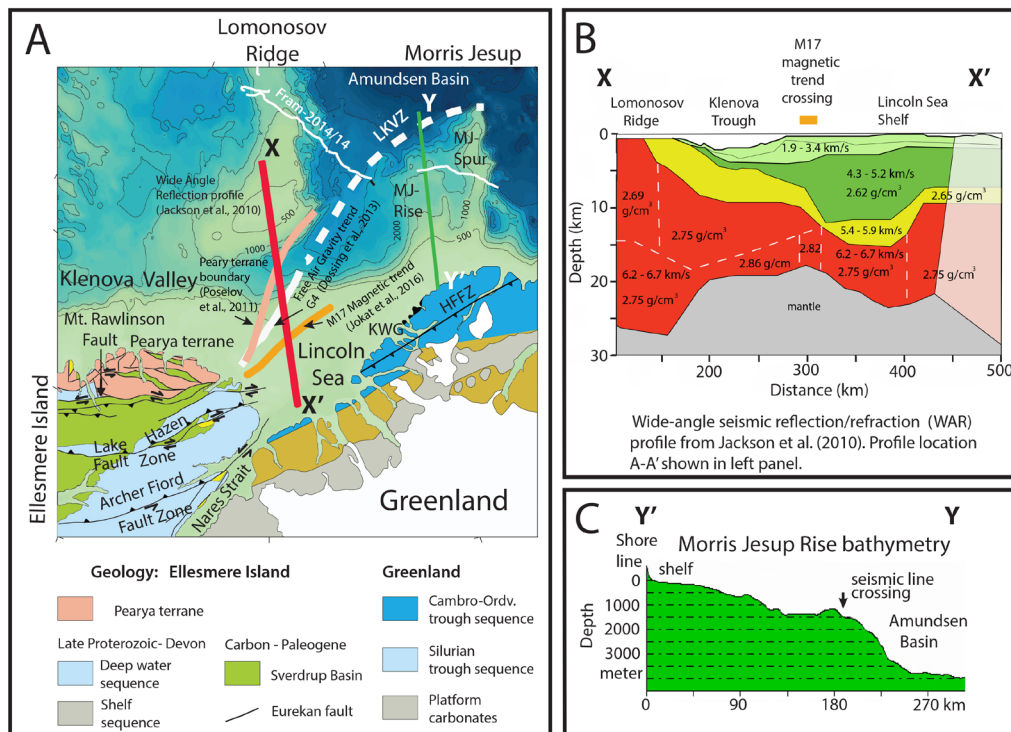 A
Lomonosov
Ridge
Morris Jesup
Amundsen Basin
Fram-2014/14
LKVZ
Y
MJ-
Spur
X
Wide Angle
Reflection profile
(Jackson et al., 2010)
500
MJ-
Rise
2000
1000
500
1000
Klenova Valley
Peary terrane
boundary
(Poselov
et al., 2011)
Free Air Gravity trend
G4 (Døssing et al., 2013)
M17 Magnetic trend
(Jokat et al., 2016)
Y'
HFFZ
KWG
Mt. Rawlinson
Fault
Pearya terrane
Lincoln
Sea
X'
Lake Hazen
Fault Zone
Archer Fiord
Fault Zone
Nares Strait
Greenland
Ellesmere Island
Geology: Ellesmere Island
Greenland
Pearya terrane
Cambro-Ordv.
trough sequence
Late Proterozoic- Devon
Carbon - Paleogene
Deep water
sequence
Sverdrup Basin
Silurian
trough sequence
Shelf
sequence
Eurekan fault
Platform
carbonates
B
X
M17
magnetic
trend
crossing
X'
Lomonosov
Ridge
Klenova
Trough
Lincoln Sea
Shelf
0
10
20
30
Depth (km)
1.9 - 3.4 km/s
4.3 - 5.2 km/s
2.62 g/cm³
2.69
g/cm³
2.65 g/cm³
5.4 - 5.9 km/s
2.75 g/cm³
2.82
6.2 - 6.7 km/s
2.75 g/cm³
2.86 g/cm
6.2 - 6.7 km/s
2.75 g/cm³
2.75 g/cm³
mantle
200
300
400
500
Distance (km)
Wide-angle seismic reflection/refraction (WAR)
profile from Jackson et al. (2010). Profile location
A-A' shown in left panel.
C
Y'
Y
Shore
line
Morris Jesup Rise bathymetry
shelf
seismic line
crossing
Amundsen
Basin
Depth
0
1000
2000
3000
meter
0
90
180
270 km